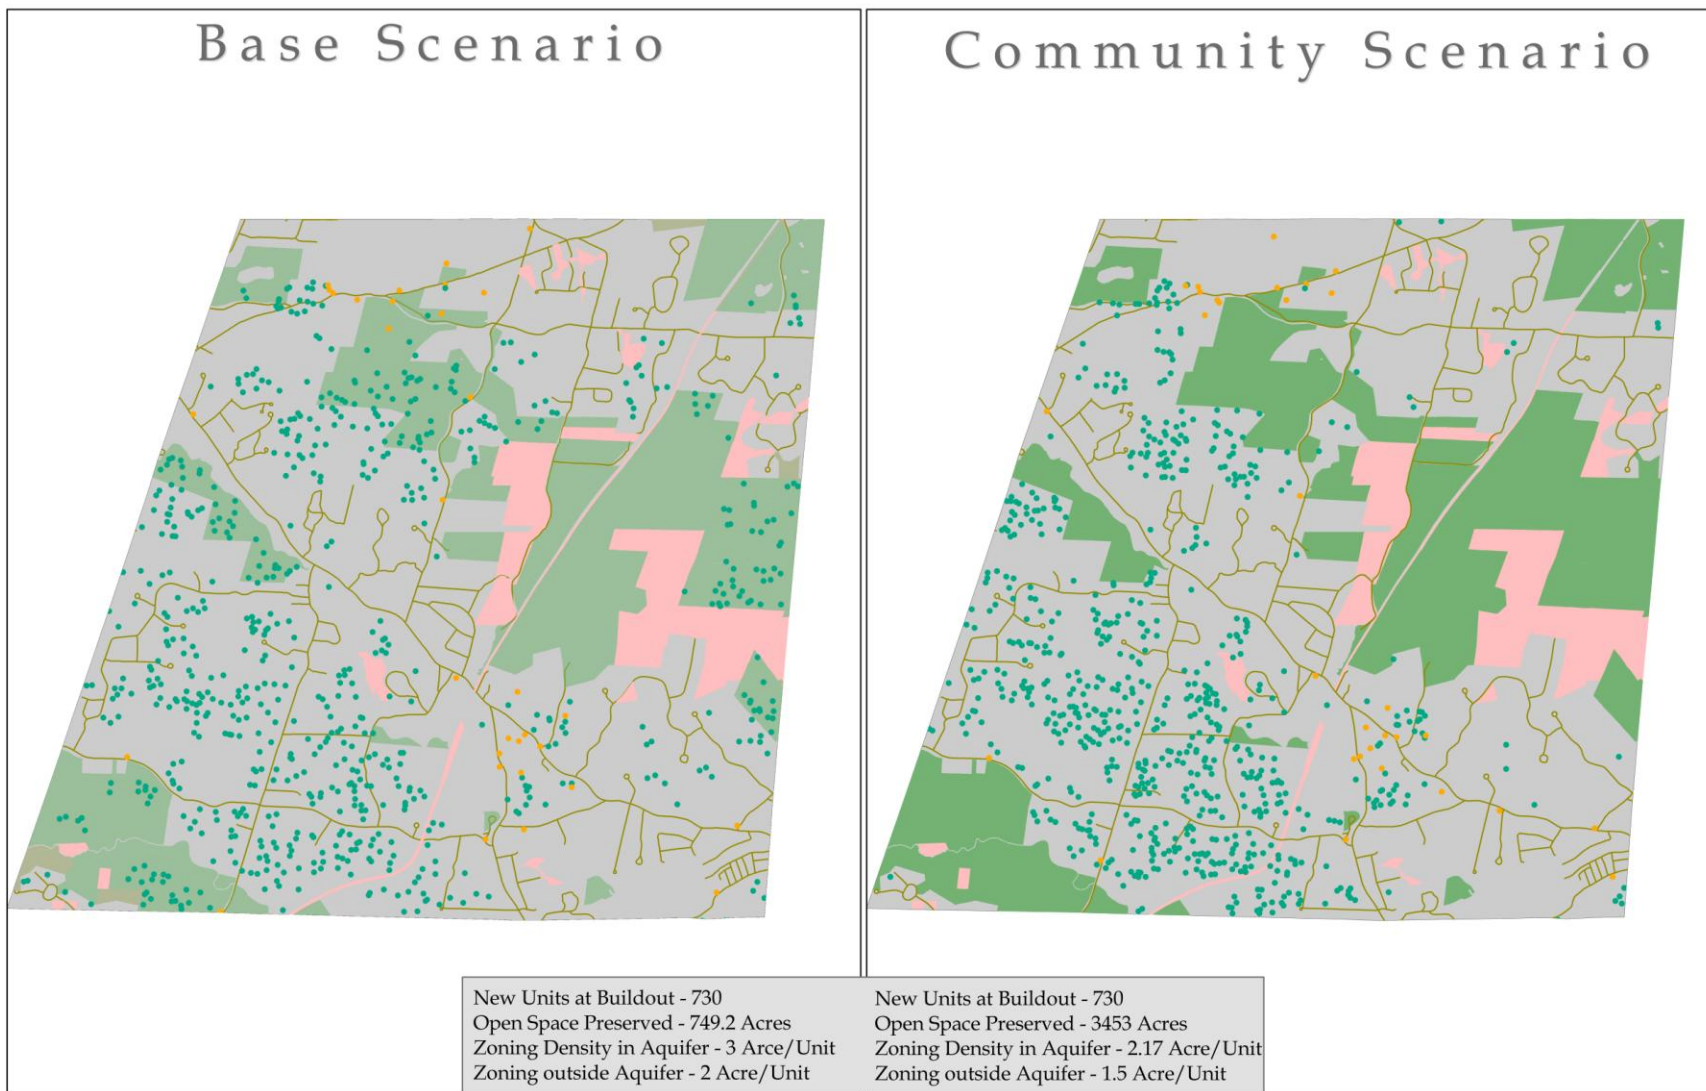 Base Scenario
Community Scenario
New Units at Buildout - 730
Open Space Preserved - 749.2 Acres
Zoning Density in Aquifer - 3 Arce/Unit
Zoning outside Aquifer - 2 Acre/Unit
New Units at Buildout - 730
Open Space Preserved - 3453 Acres
Zoning Density in Aquifer - 2.17 Acre/Unit
Zoning outside Aquifer - 1.5 Acre/Unit